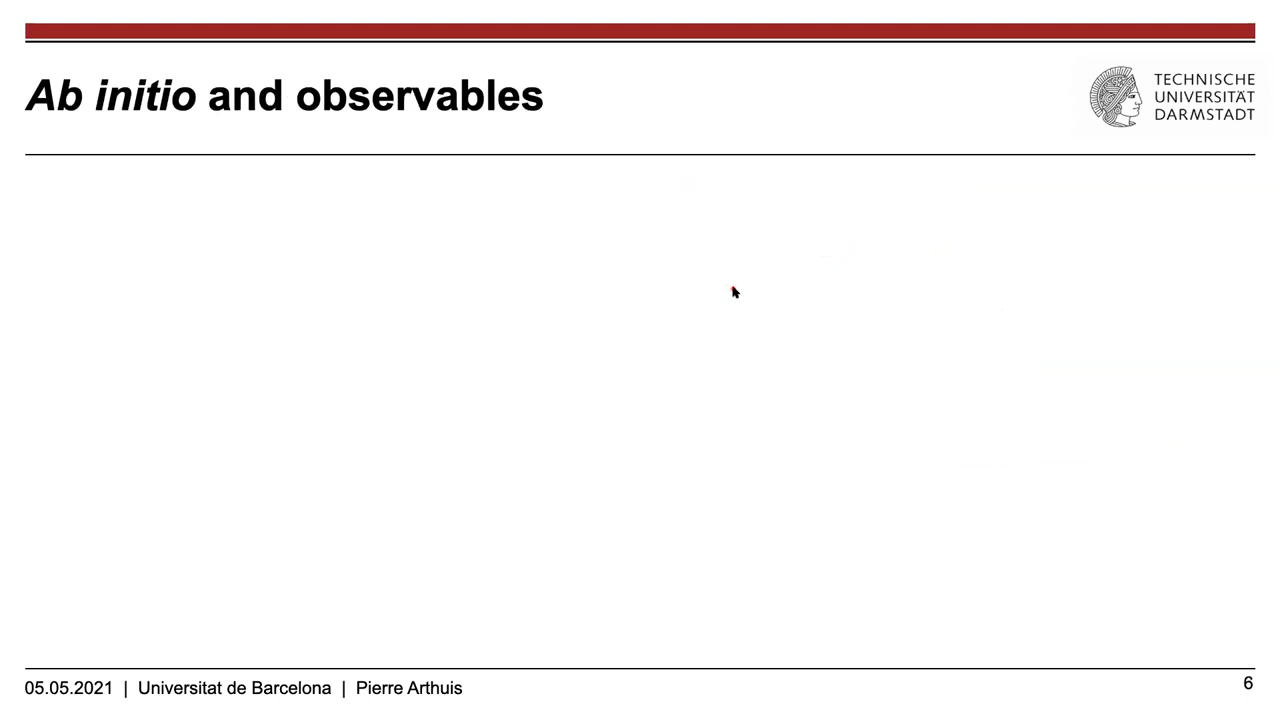 Ab initio and observables
TECHNISCHE
UNIVERSITÄT
DARMSTADT
05.05.2021 | Universitat de Barcelona | Pierre Arthuis
6